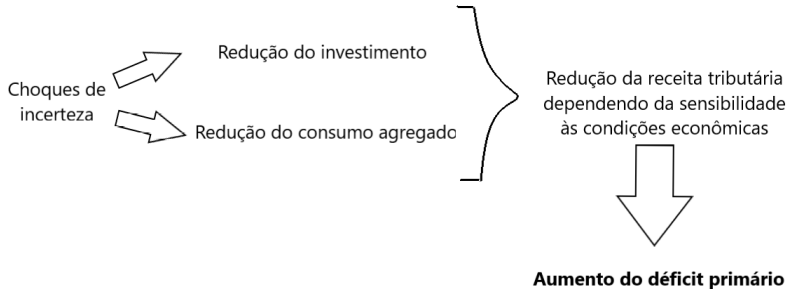 Choques de
incerteza
Redução do investimento
Redução do consumo agregado
Redução da receita tributária
dependendo da sensibilidade
às condições econômicas
Aumento do déficit primário